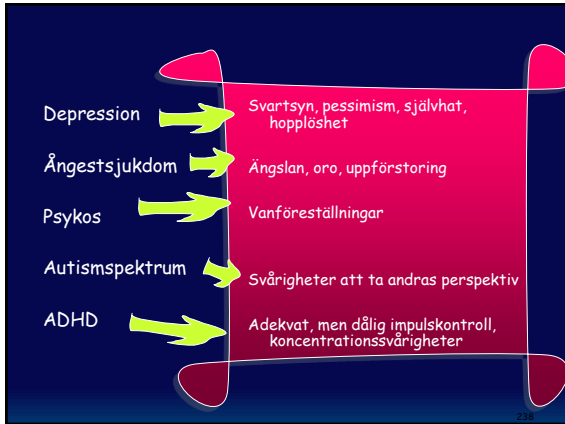 Depression
Svartsyn, pessimism, självhat,
hopplöshet
Ångestsjukdom
Ängslan, oro, uppförstoring
Psykos
Vanföreställningar
Autismspektrum
Svårigheter att ta andras perspektiv
ADHD
Adekvat, men dålig impulskontroll,
koncentrationssvårigheter
238